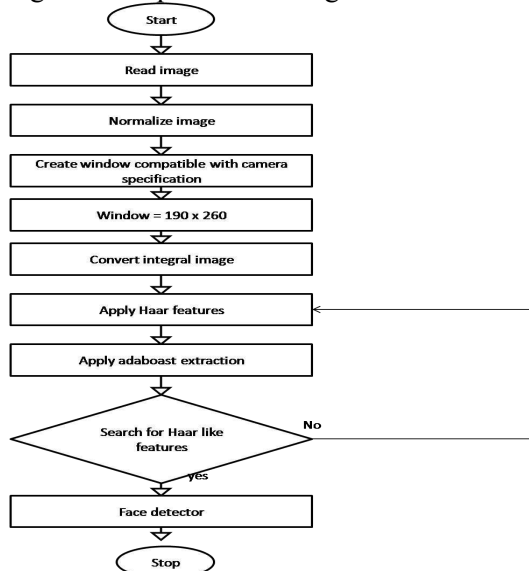 Start
Read image
Normalize image
Create window compatible with camera
specification
Window = 190 x 260
Convert integral image
Apply Haar features
Apply adaboast extraction
Search for Haar like
features
No
yes
Face detector
Stop